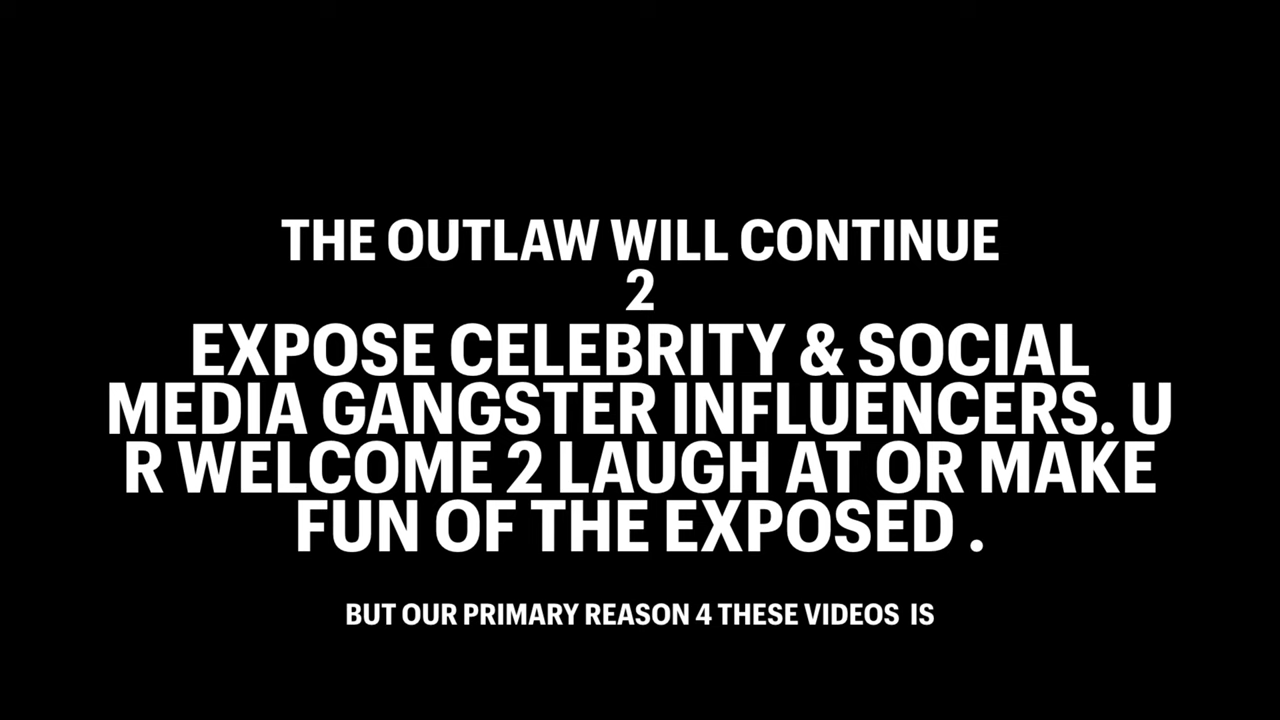 THE OUTLAW WILL CONTINUE
2
EXPOSE CELEBRITY & SOCIAL
MEDIA GANGSTER INFLUENCERS. U
R WELCOME 2 LAUGH AT OR MAKE
FUN OF THE EXPOSED .
BUT OUR PRIMARY REASON 4 THESE VIDEOS  IS